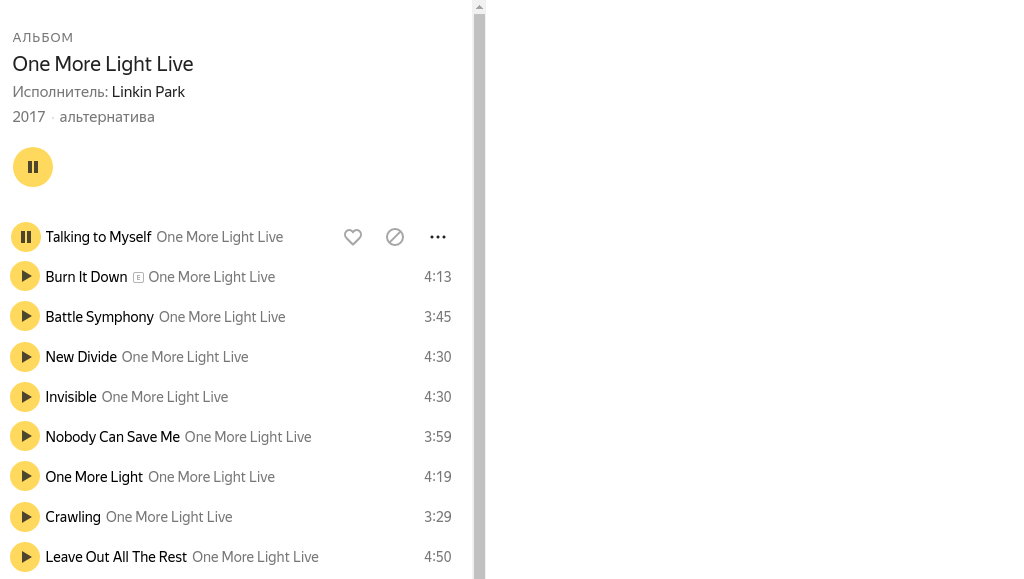 АЛЬБОМ
One More Light Live
Исполнитель: Linkin Park
2017 · альтернатива
Talking to Myself One More Light Live
Burn It Down E One More Light Live 4:13
Battle Symphony One More Light Live 3:45
New Divide One More Light Live 4:30
Invisible One More Light Live 4:30
Nobody Can Save Me One More Light Live 3:59
One More Light One More Light Live 4:19
Crawling One More Light Live 3:29
Leave Out All The Rest One More Light Live 4:50